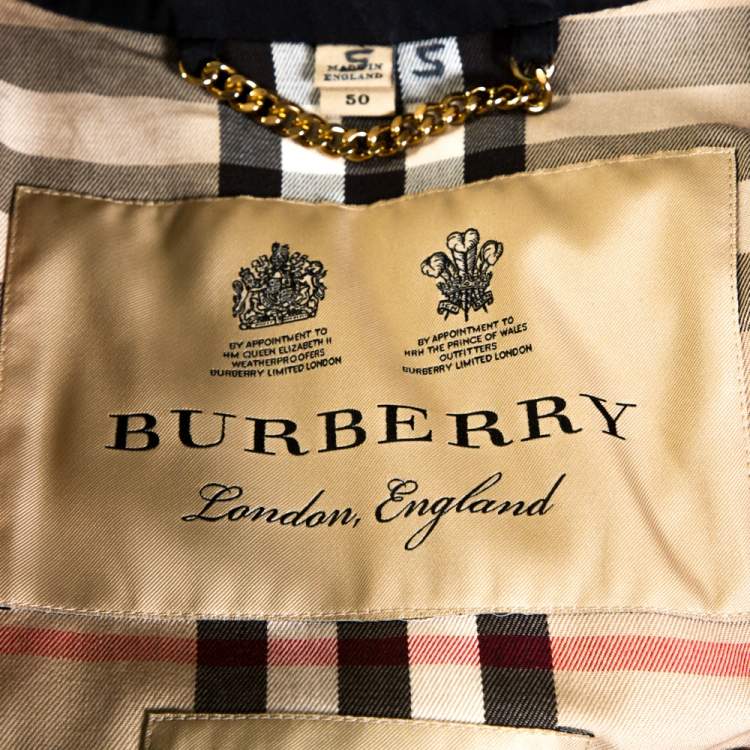 S
MADE IN
ENGLAND
S
50
BY APPOINTMENT TO
HM QUEEN ELIZABETH II
WEATHERPROOFERS
BURBERRY LIMITED LONDON
BY APPOINTMENT TO
HRH THE PRINCE OF WALES
OUTFITTERS
BURBERRY LIMITED LONDON
BURBERRY
London, England